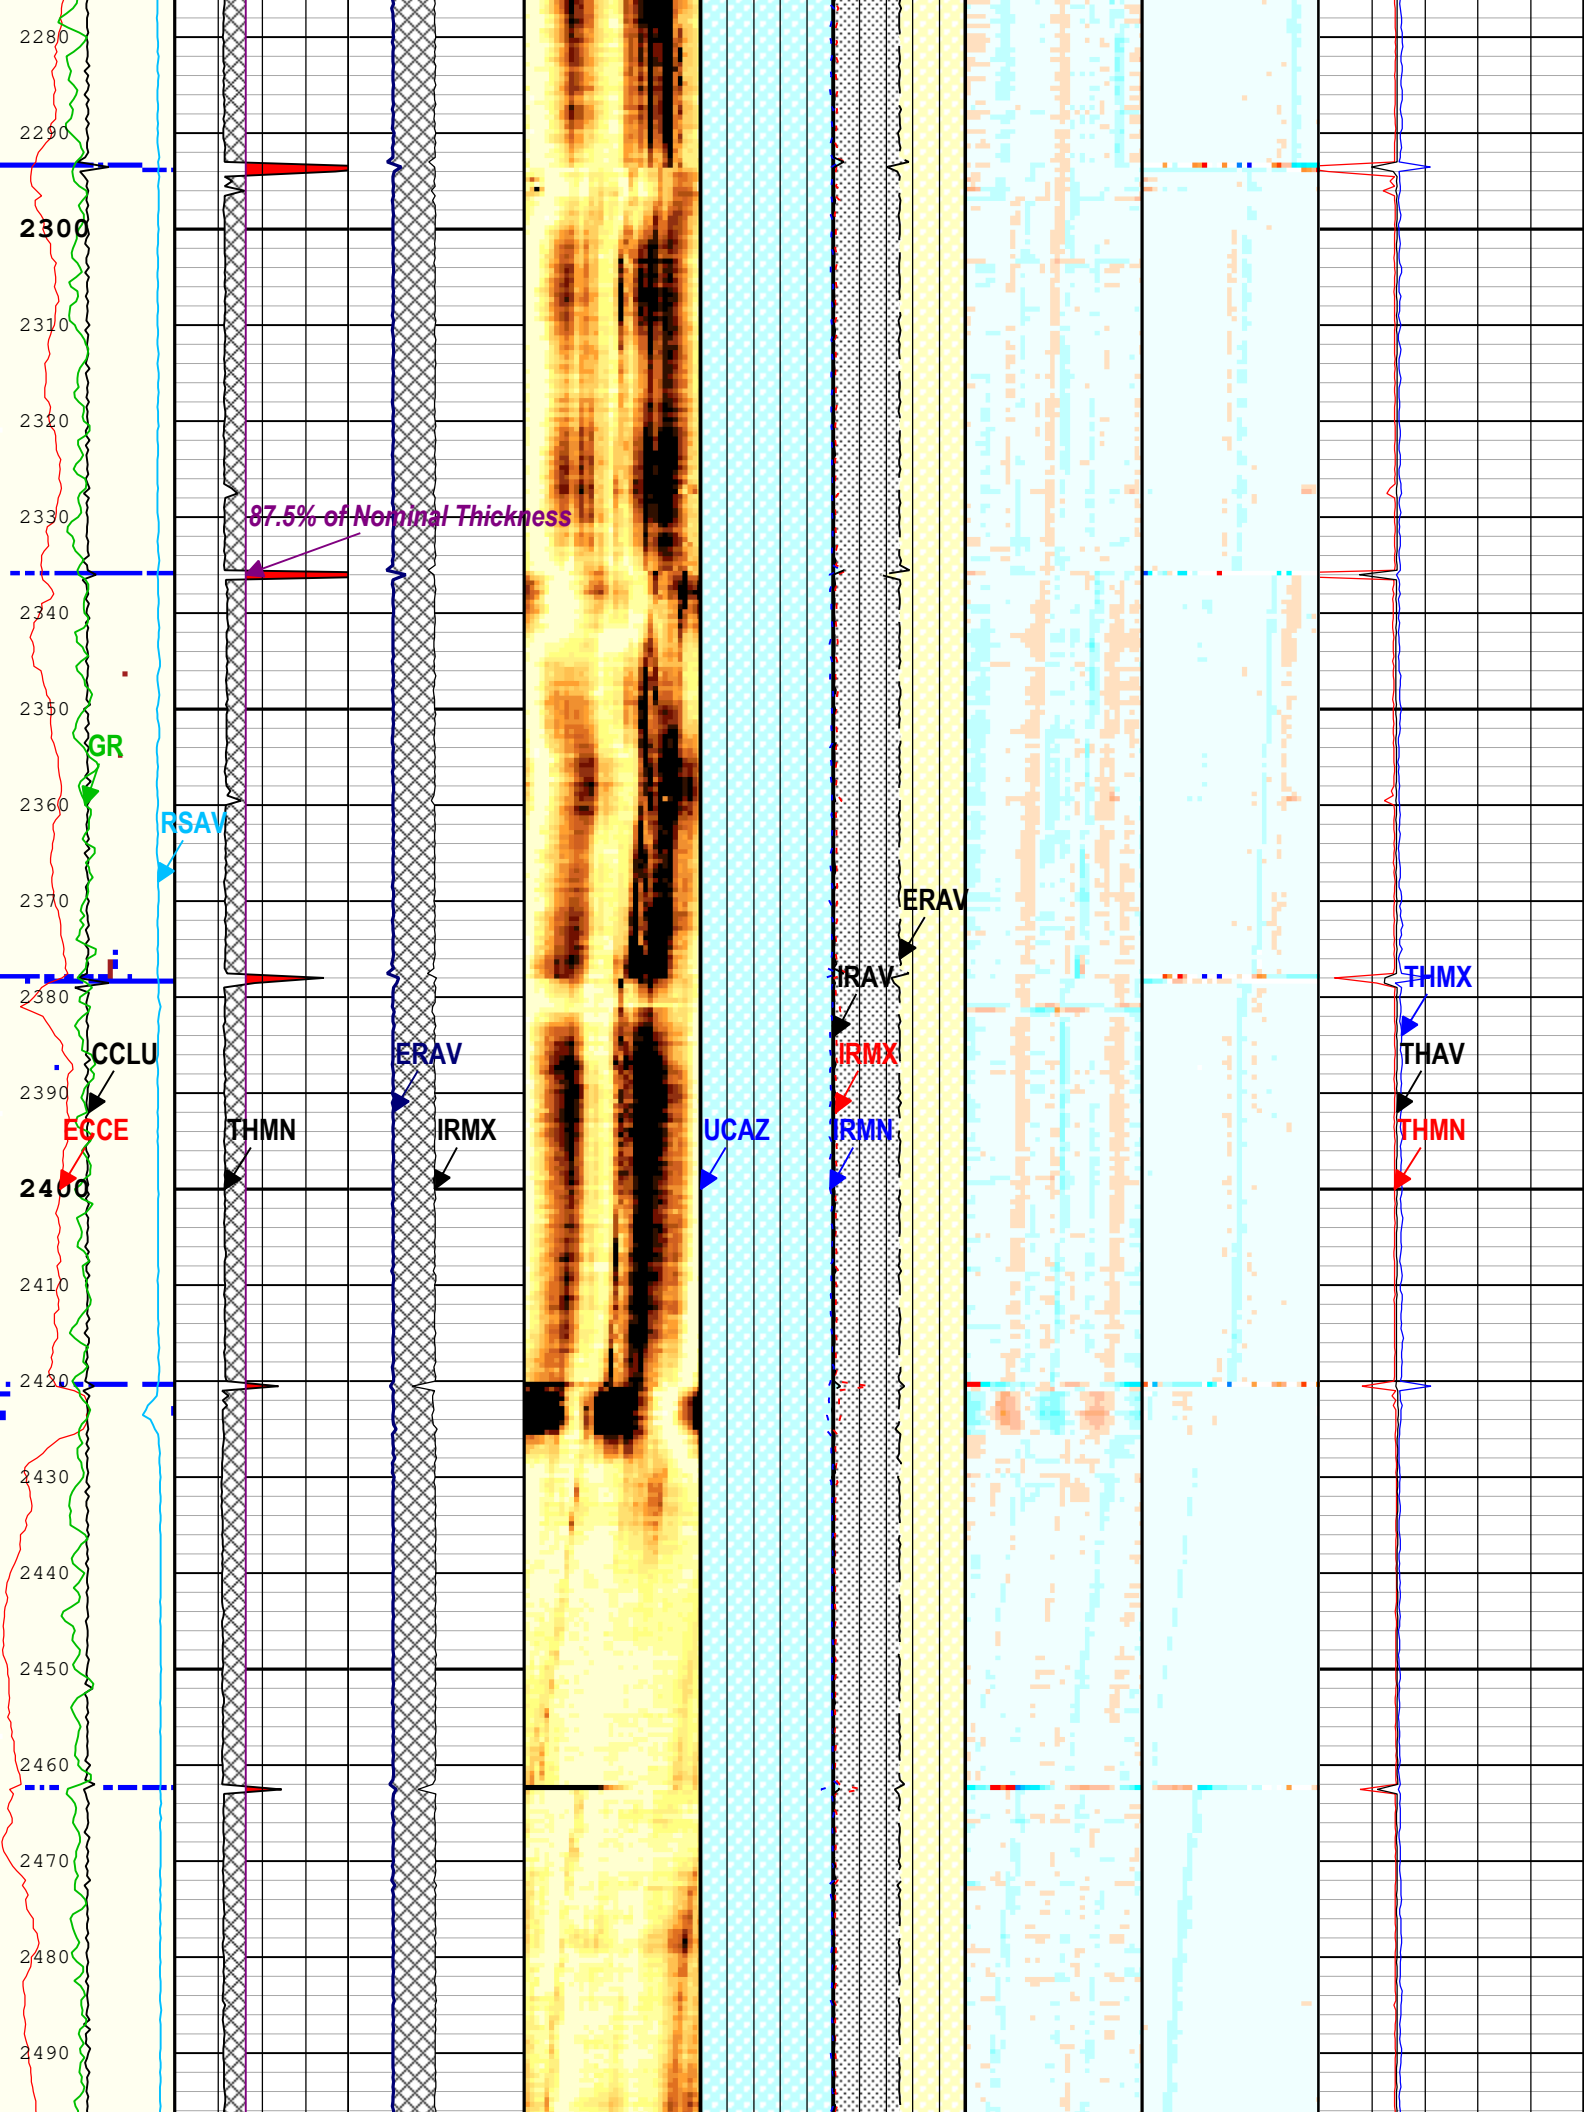 2280
2290
2300
2310
2320
2330
87.5% of Nominal Thickness
2340
2350
GR
2360
RSAV
2370
ERAV
IRAV
THMX
2380
CCLU
ERAV
IRMX
THAV
2390
ECCE
THMN
IRMX
UCAZ
IRMN
THMN
2400
2410
2420
2430
2440
2450
2460
2470
2480
2490